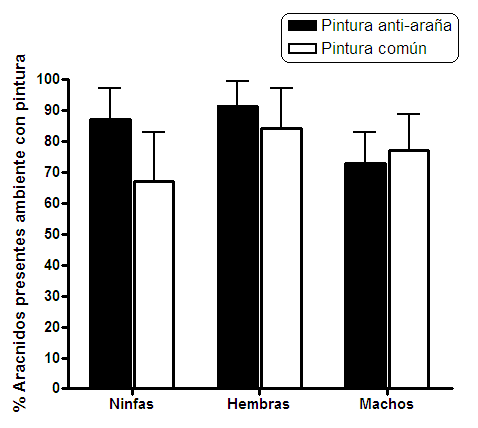 Pintura anti-araña
Pintura común
% Aracnidos presentes ambiente con pintura
100
90
80
70
60
50
40
30
20
10
0
Ninfas Hembras Machos